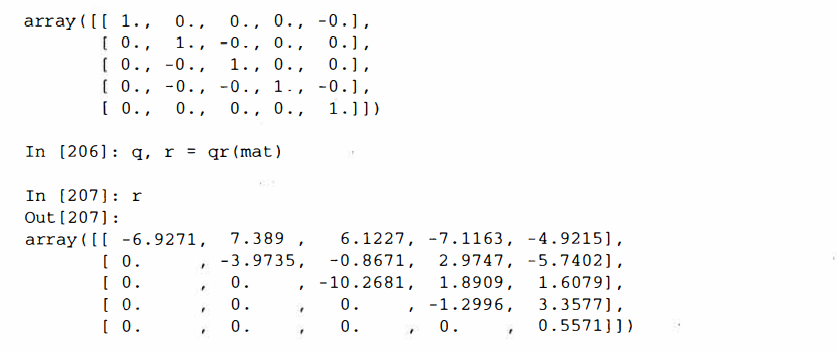 array([[ 1., 0., 0., 0., -0.],
[ 0., 1., -0., 0., 0.],
[ 0., -0., 1., 0., 0.],
[ 0., -0., -0., 1., -0.],
[ 0., 0., 0., 0., 1.]])
In [206]: q, r = qr(mat)
In [207]: r
Out[207]:
array([[ -6.9271, 7.389 , 6.1227, -7.1163, -4.9215],
[ 0. , -3.9735, -0.8671, 2.9747, -5.7402],
[ 0. , 0. , -10.2681, 1.8909, 1.6079],
[ 0. , 0. , 0. , -1.2996, 3.3577],
[ 0. , 0. , 0. , 0. , 0.5571]])